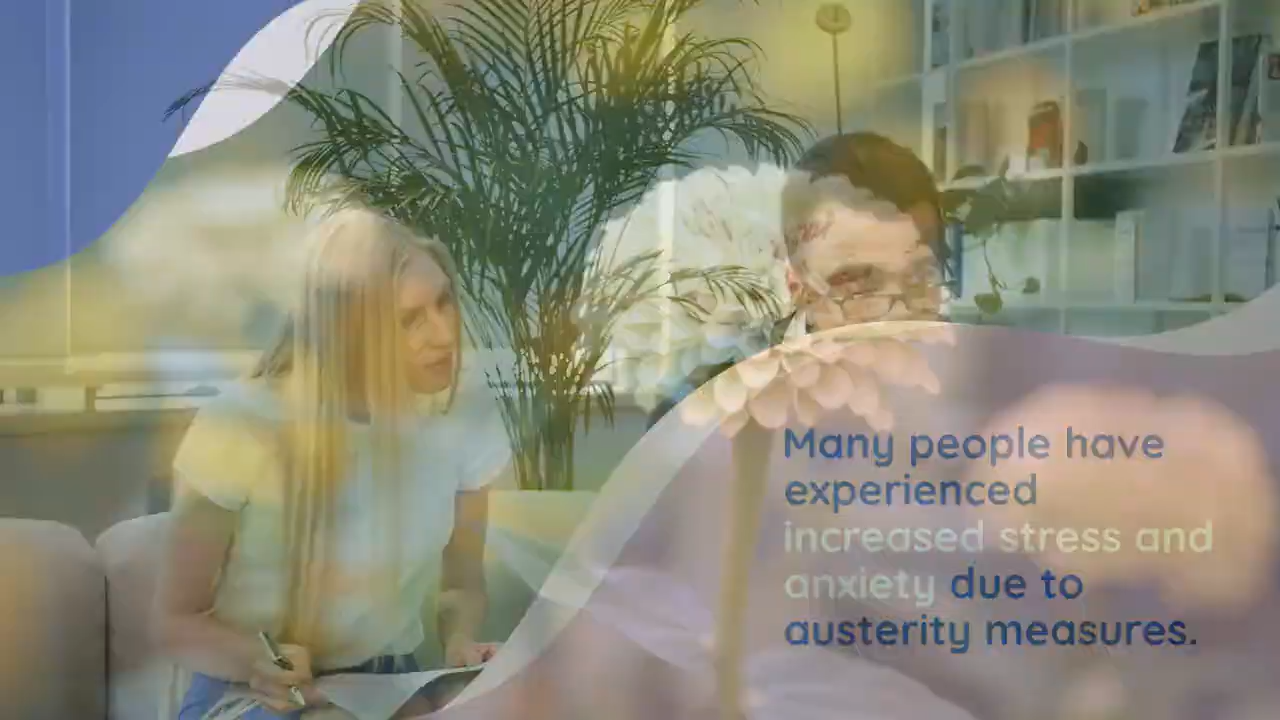 Many people have
experienced
increased stress and
anxiety due to
austerity measures.